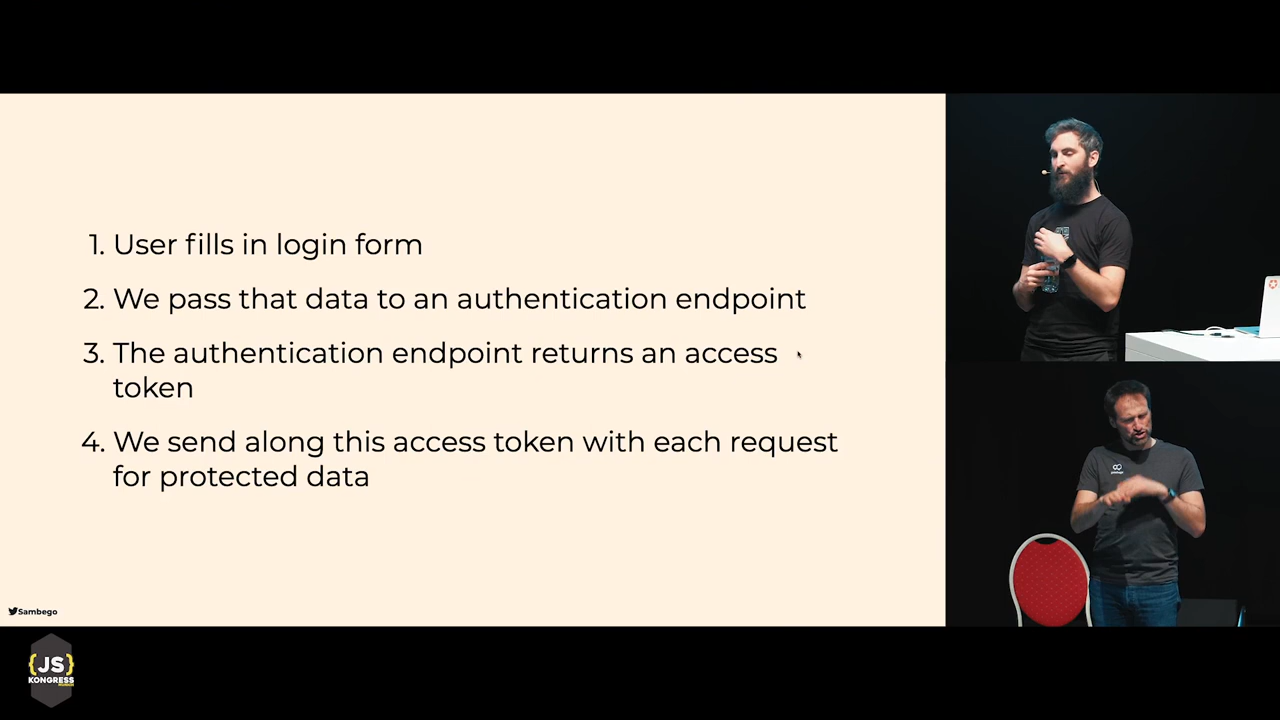 1. User fills in login form
2. We pass that data to an authentication endpoint
3. The authentication endpoint returns an access
token
4. We send along this access token with each request
for protected data
Sambego
{JS}
KONGRESS